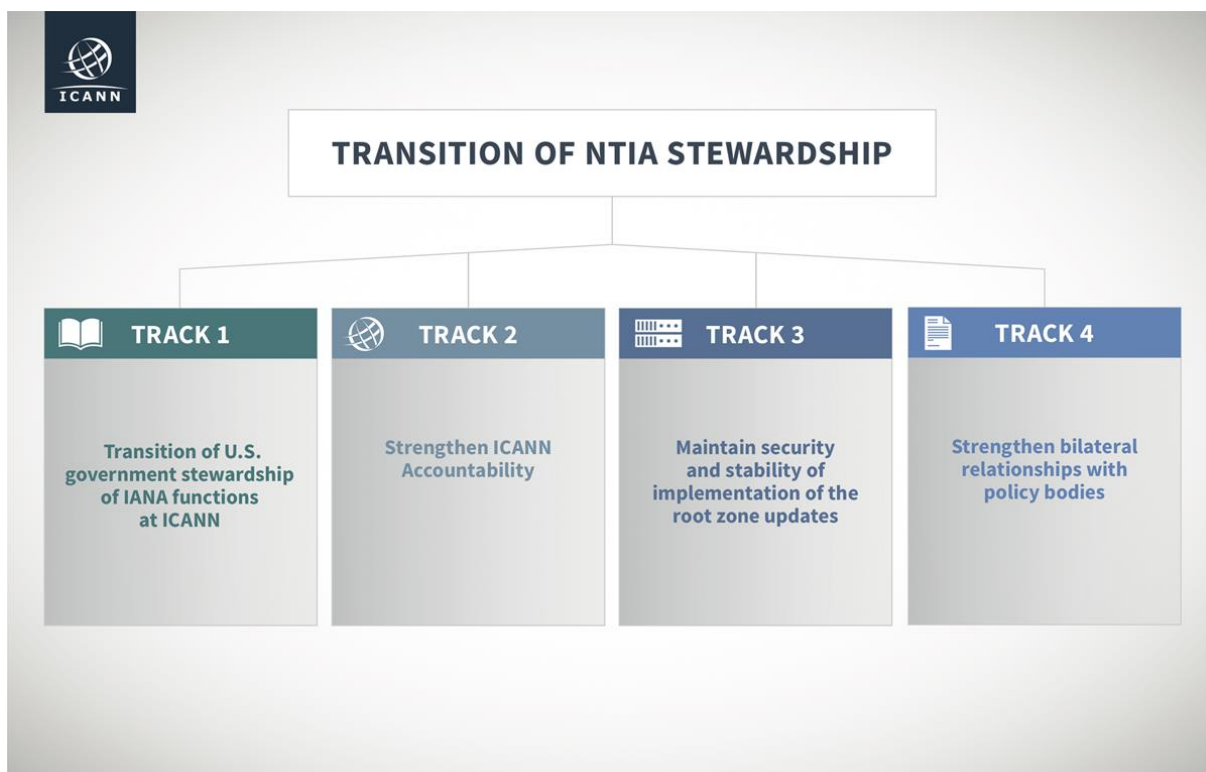 ICANN
TRANSITION OF NTIA STEWARDSHIP
TRACK 1
Transition of U.S.
government stewardship
of IANA functions
at ICANN
TRACK 2
Strengthen ICANN
Accountability
TRACK 3
Maintain security
and stability of
implementation of the
root zone updates
TRACK 4
Strengthen bilateral
relationships with
policy bodies